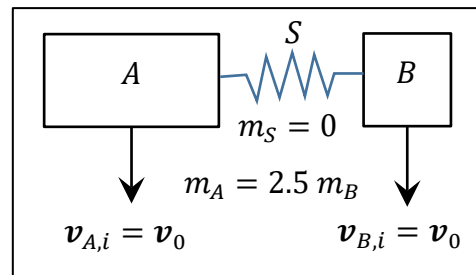 S
A B
m_S = 0
m_A = 2.5 m_B
v_{A,i} = v_0 v_{B,i} = v_0